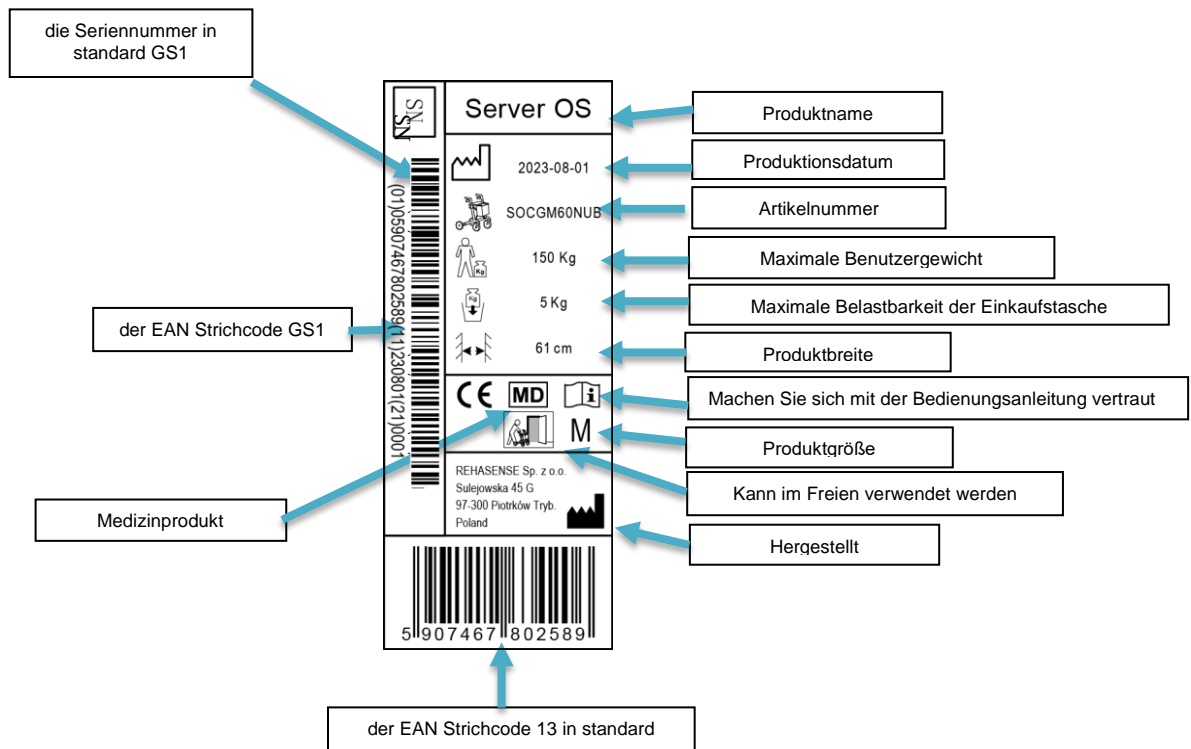 die Seriennummer in
standard GS1
SN
SN
Server OS
Produktname
2023-08-01
Produktionsdatum
SOCGM60NUB
Artikelnummer
Kg
150 Kg
Maximale Benutzergewicht
Kg
5 Kg
Maximale Belastbarkeit der Einkaufstasche
61 cm
Produktbreite
(01)05907467802589(11)230801(21)0001
der EAN Strichcode GS1
CE MD i
Machen Sie sich mit der Bedienungsanleitung vertraut
M
Produktgröße
Kann im Freien verwendet werden
Medizinprodukt
REHASENSE Sp. z o.o.
Sulejowska 45 G
97-300 Piotrków Tryb.
Poland
Hergestellt
5 907467 802589
der EAN Strichcode 13 in standard